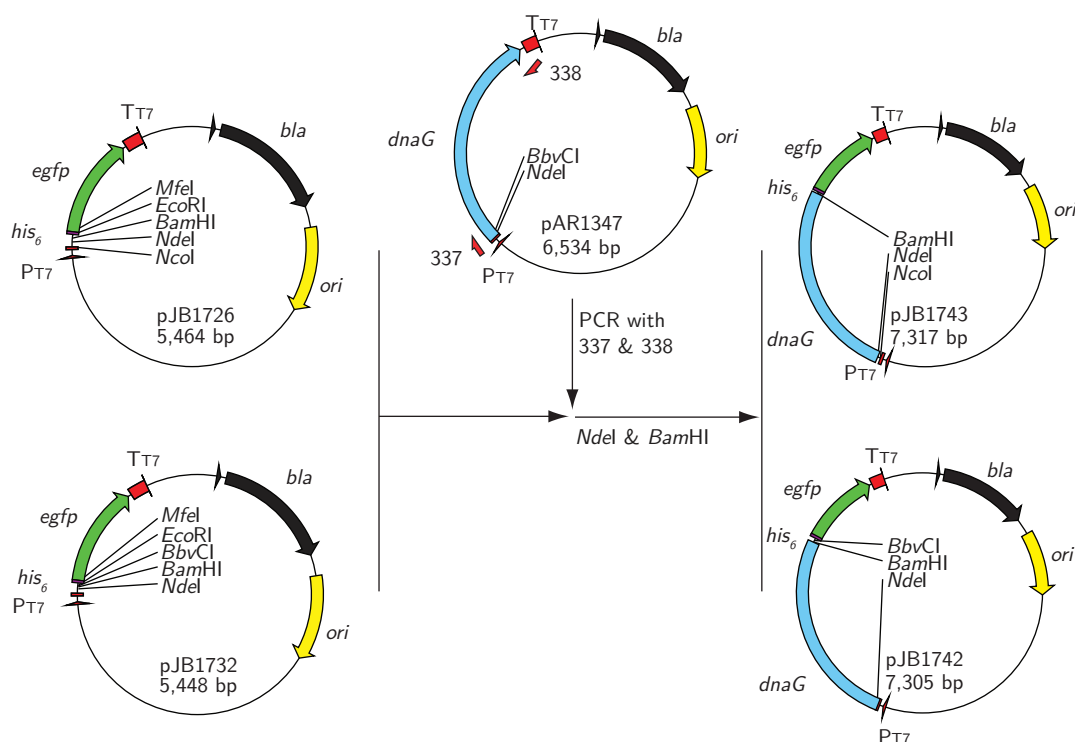 TT7
bla
egfp
MfeI
EcoRI
BamHI
NdeI
NcoI
his6
PT7
ori
pJB1726
5,464 bp
TT7
bla
338
dnaG
ori
BbvCI
NdeI
pAR1347
6,534 bp
337
PT7
PCR with
337 & 338
NdeI & BamHI
TT7
bla
egfp
his6
ori
BamHI
NdeI
NcoI
pJB1743
7,317 bp
dnaG
PT7
TT7
bla
egfp
MfeI
EcoRI
BbvCI
BamHI
NdeI
his6
PT7
ori
pJB1732
5,448 bp
TT7
bla
egfp
his6
ori
BbvCI
BamHI
NdeI
pJB1742
7,305 bp
dnaG
PT7